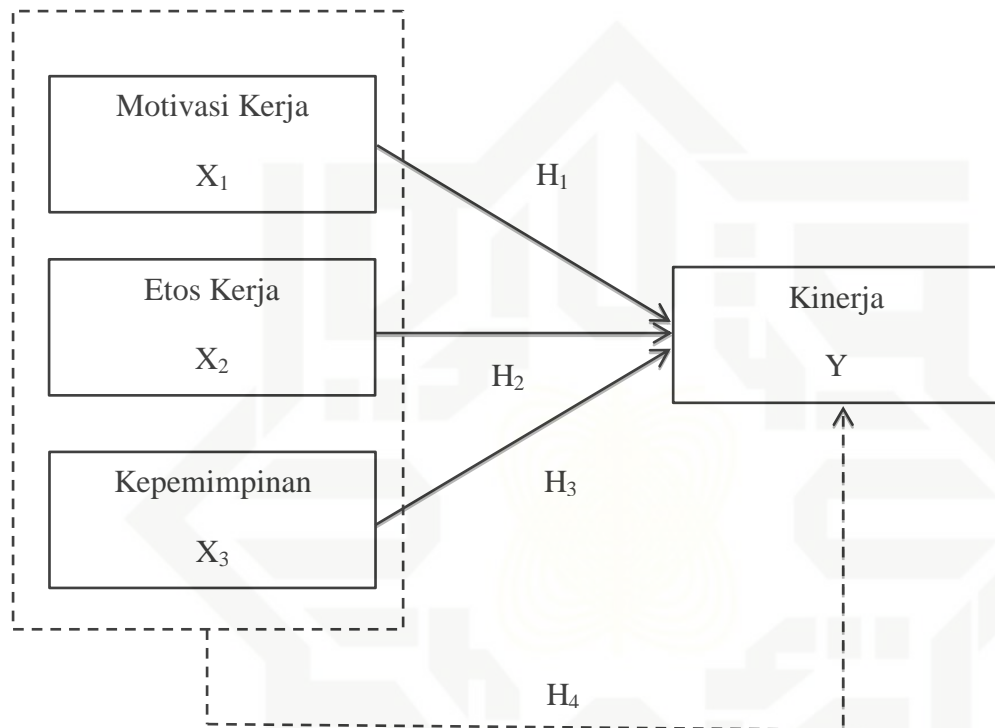 Motivasi Kerja
X₁
H₁
Etos Kerja
X₂
H₂
Kinerja
Y
Kepemimpinan
X₃
H₃
H₄